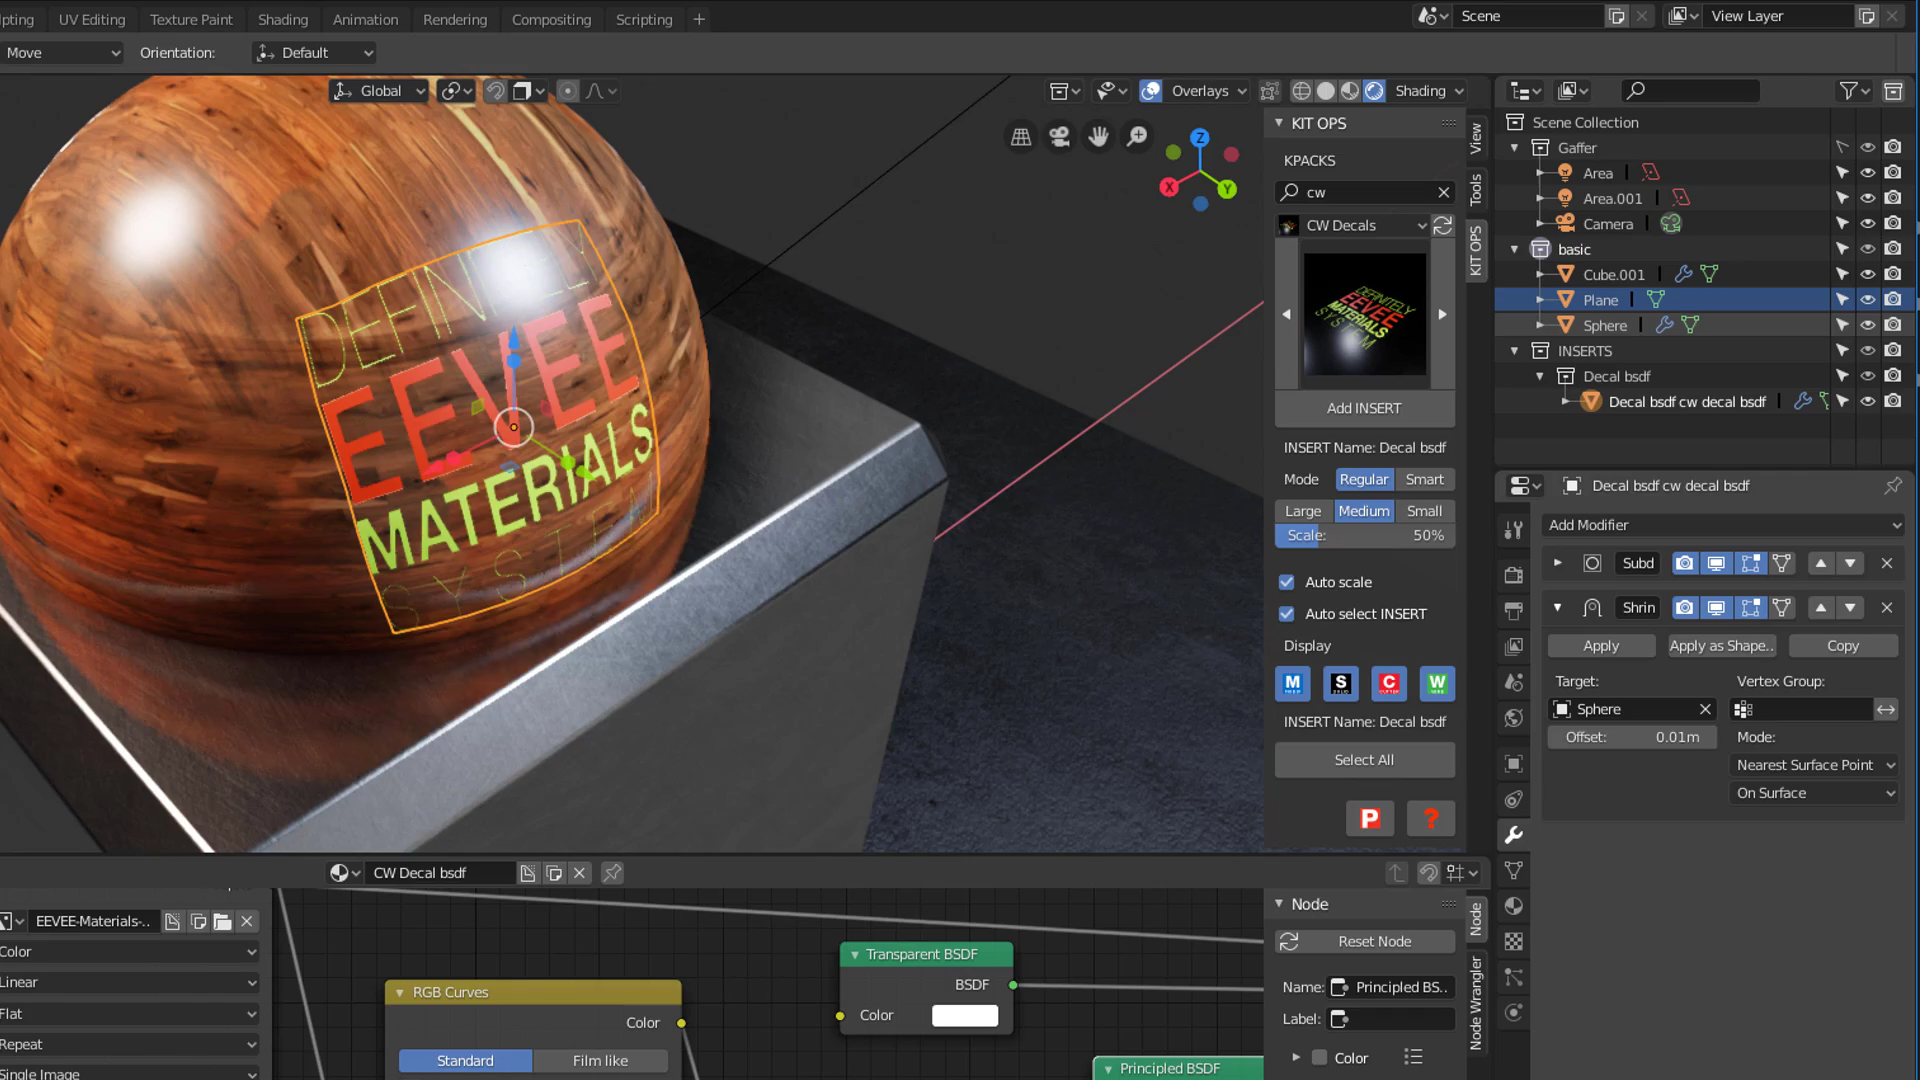 pting
UV Editing
Texture Paint
Shading
Animation
Rendering
Compositing
Scripting
+
Scene
View Layer
Move
Orientation:
Default
Global
Overlays
Shading
DEFINITELY
EEVEE
MATERIALS
SYSTEM
Z
X
Y
KIT OPS
KPACKS
cw
CW Decals
DEFINITELY
EEVEE
MATERIALS
SYSTEM
Add INSERT
INSERT Name: Decal bsdf
Mode
Regular
Smart
Large
Medium
Small
Scale: 50%
Auto scale
Auto select INSERT
Display
M
S
C
W
INSERT Name: Decal bsdf
Select All
P
?
View
Tools
KIT OPS
Scene Collection
Gaffer
Area
Area.001
Camera
basic
Cube.001
Plane
Sphere
INSERTS
Decal bsdf
Decal bsdf cw decal bsdf
Decal bsdf cw decal bsdf
Add Modifier
Subd
Shrin
Apply
Apply as Shape..
Copy
Target:
Vertex Group:
Sphere
Offset: 0.01m
Mode:
Nearest Surface Point
On Surface
CW Decal bsdf
EEVEE-Materials-..
Color
Linear
Flat
Repeat
Single Image
RGB Curves
Color
Standard
Film like
Transparent BSDF
BSDF
Color
Principled BSDF
Node
Reset Node
Name:
Principled BS..
Label:
Color
Node
Node Wrangler